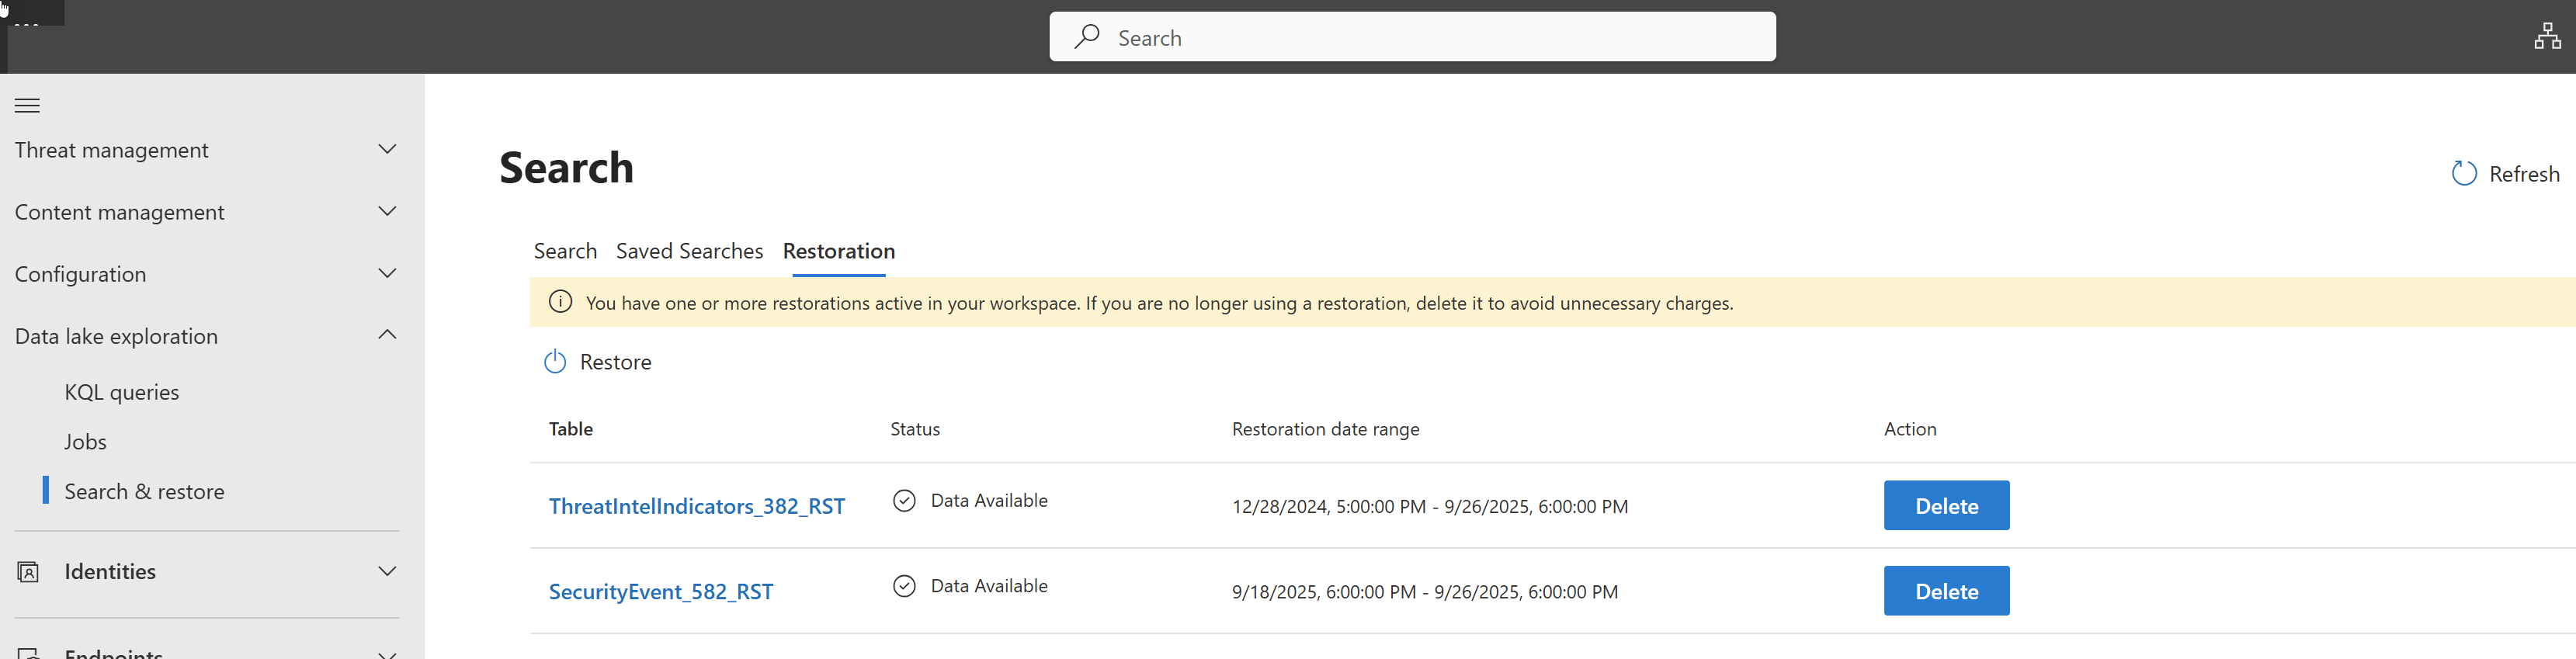 Search
Threat management
Content management
Configuration
Data lake exploration
KQL queries
Jobs
Search & restore
Identities
Endpoints
Search
Refresh
Search Saved Searches Restoration
You have one or more restorations active in your workspace. If you are no longer using a restoration, delete it to avoid unnecessary charges.
Restore
Table Status Restoration date range Action
ThreatIntelIndicators_382_RST Data Available 12/28/2024, 5:00:00 PM - 9/26/2025, 6:00:00 PM Delete
SecurityEvent_582_RST Data Available 9/18/2025, 6:00:00 PM - 9/26/2025, 6:00:00 PM Delete